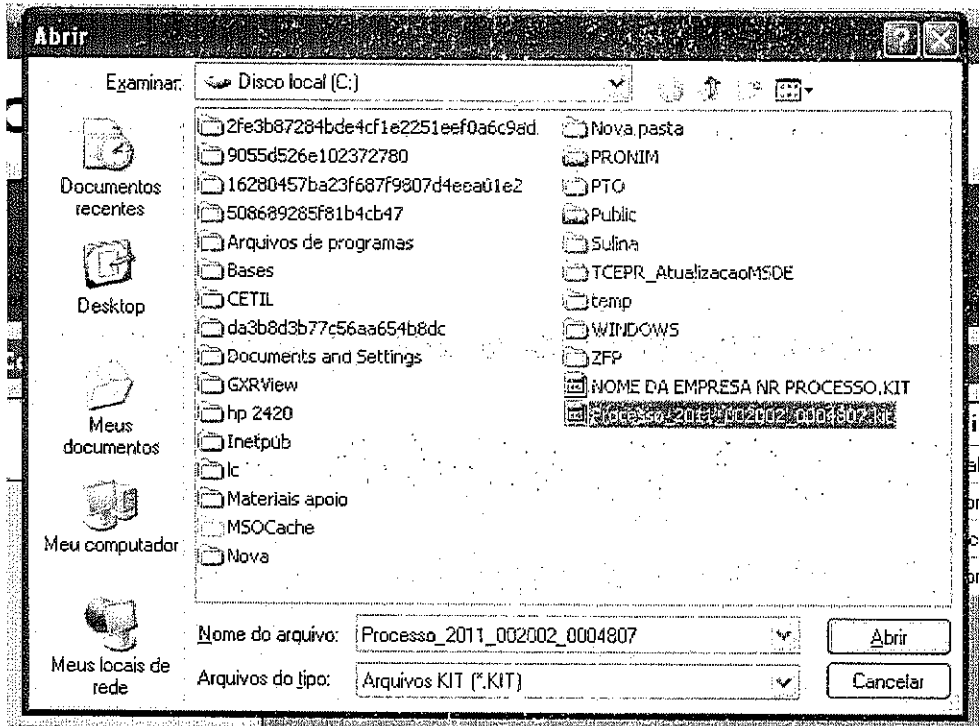 Abrir
Examinar:
Disco local (C:)
Documentos
recentes
Desktop
Meus
documentos
Meu computador
Meus locais de
rede
2fe3b87284bde4cf1e2251eef0a6c9ad
9055d526e102372780
16280457ba23f687f9807d4eea01e2
508689285f81b4cb47
Arquivos de programas
Bases
CETIL
da3b8d3b77c56aa654b8dc
Documents and Settings
GXRView
hp 2420
Inetpub
lc
Materiais apoio
MSOCache
Nova
Nova pasta
PRONIM
PTO
Public
Sulina
TCEPR_AtualizacaoMSDE
temp
WINDOWS
ZFP
NOME DA EMPRESA NR PROCESSO.KIT
Processo_2011_002002_0004807.kit
Nome do arquivo:
Processo_2011_002002_0004807
Abrir
Arquivos do tipo:
Arquivos KIT (*.KIT)
Cancelar